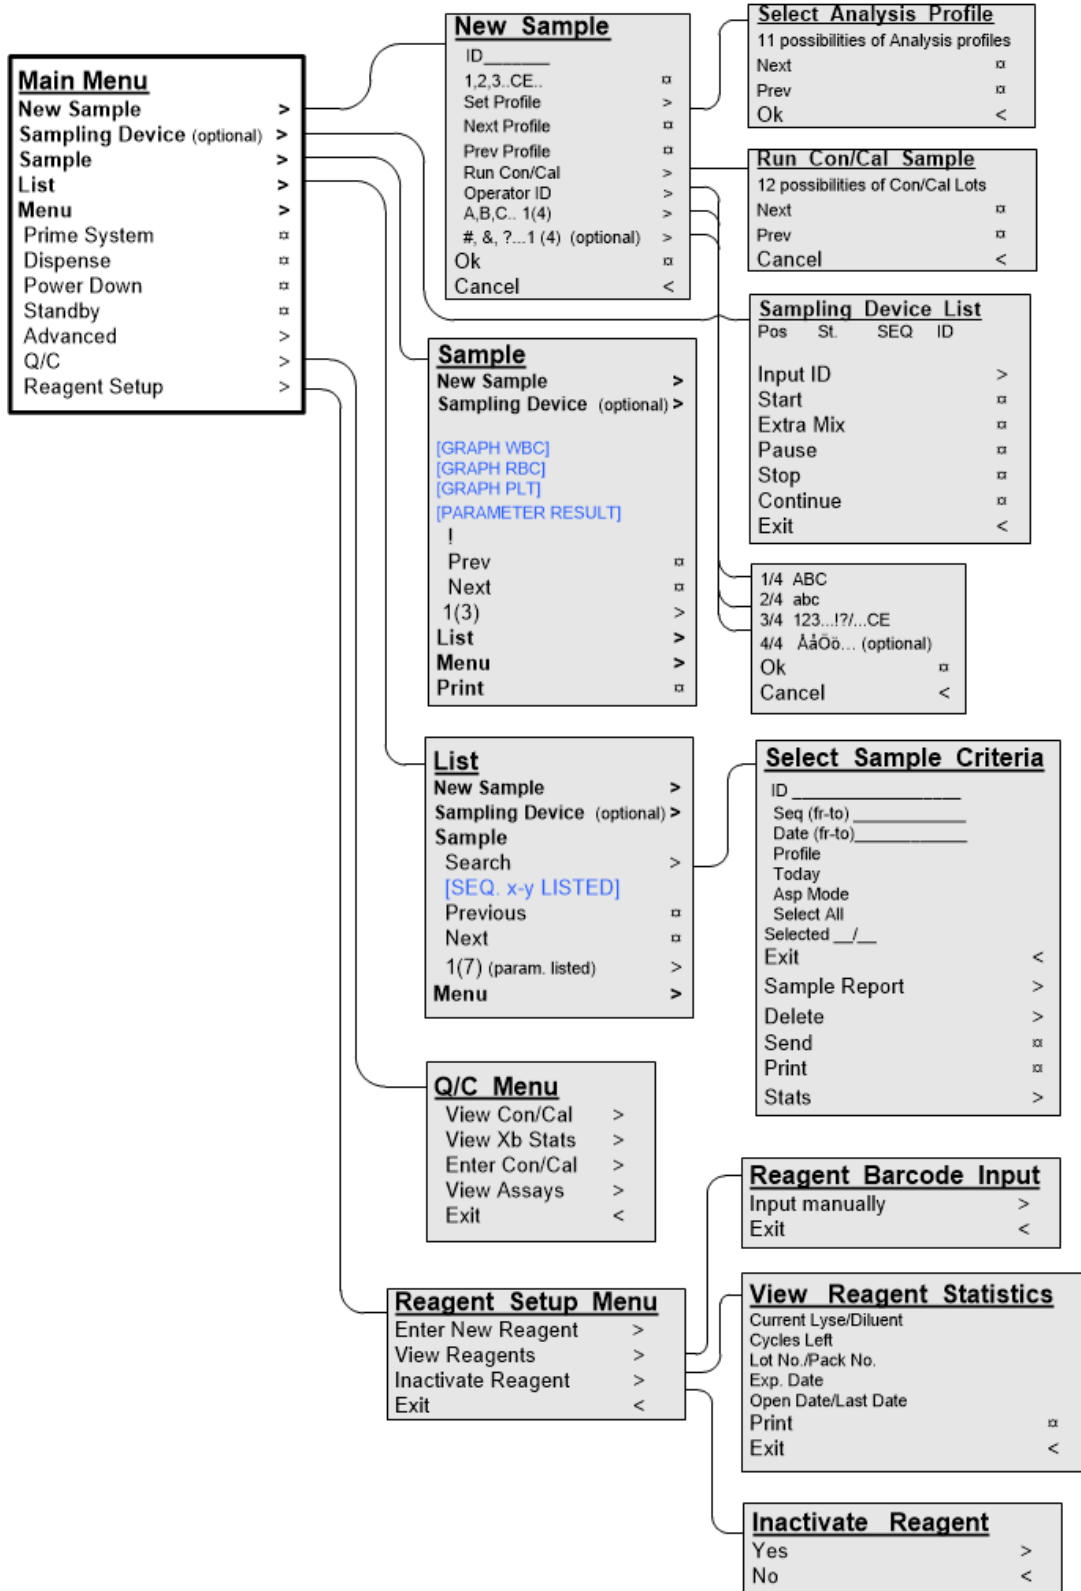 Main Menu
New Sample >
Sampling Device (optional) >
Sample >
List >
Menu >
Prime System ¤
Dispense ¤
Power Down ¤
Standby ¤
Advanced >
Q/C >
Reagent Setup >
New Sample
ID_______
1,2,3..CE.. ¤
Set Profile >
Next Profile ¤
Prev Profile ¤
Run Con/Cal >
Operator ID >
A,B,C.. 1(4) >
#, &, ?...1 (4) (optional) >
Ok ¤
Cancel <
Select Analysis Profile
11 possibilities of Analysis profiles
Next ¤
Prev ¤
Ok <
Run Con/Cal Sample
12 possibilities of Con/Cal Lots
Next ¤
Prev ¤
Cancel <
Sampling Device List
Pos St. SEQ ID
Input ID >
Start ¤
Extra Mix ¤
Pause ¤
Stop ¤
Continue ¤
Exit <
1/4 ABC
2/4 abc
3/4 123...!?/...CE
4/4 ÅåÖö... (optional)
Ok ¤
Cancel <
Sample
New Sample >
Sampling Device (optional) >
[GRAPH WBC]
[GRAPH RBC]
[GRAPH PLT]
[PARAMETER RESULT]
!
Prev ¤
Next ¤
1(3) >
List >
Menu >
Print ¤
List
New Sample >
Sampling Device (optional) >
Sample
Search >
[SEQ. x-y LISTED]
Previous ¤
Next ¤
1(7) (param. listed) >
Menu >
Select Sample Criteria
ID __________________
Seq (fr-to) ____________
Date (fr-to)____________
Profile
Today
Asp Mode
Select All
Selected __/__
Exit <
Sample Report >
Delete >
Send ¤
Print ¤
Stats >
Q/C Menu
View Con/Cal >
View Xb Stats >
Enter Con/Cal >
View Assays >
Exit <
Reagent Setup Menu
Enter New Reagent >
View Reagents >
Inactivate Reagent >
Exit <
Reagent Barcode Input
Input manually >
Exit <
View Reagent Statistics
Current Lyse/Diluent
Cycles Left
Lot No./Pack No.
Exp. Date
Open Date/Last Date
Print ¤
Exit <
Inactivate Reagent
Yes >
No <